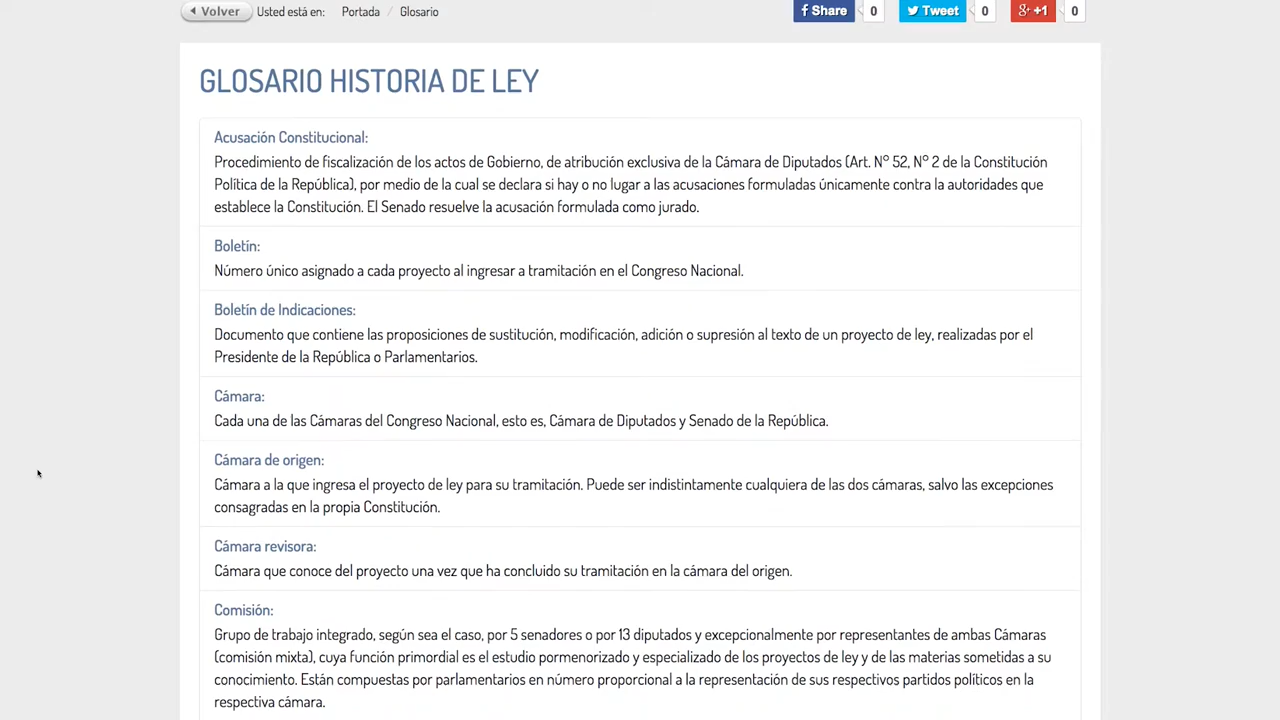 Volver Usted está en: Portada / Glosario Share 0 Tweet 0 g+ +1 0
GLOSARIO HISTORIA DE LEY
Acusación Constitucional:
Procedimiento de fiscalización de los actos de Gobierno, de atribución exclusiva de la Cámara de Diputados (Art. N° 52, N° 2 de la Constitución
Política de la República), por medio de la cual se declara si hay o no lugar a las acusaciones formuladas únicamente contra la autoridades que
establece la Constitución. El Senado resuelve la acusación formulada como jurado.
Boletín:
Número único asignado a cada proyecto al ingresar a tramitación en el Congreso Nacional.
Boletín de Indicaciones:
Documento que contiene las proposiciones de sustitución, modificación, adición o supresión al texto de un proyecto de ley, realizadas por el
Presidente de la República o Parlamentarios.
Cámara:
Cada una de las Cámaras del Congreso Nacional, esto es, Cámara de Diputados y Senado de la República.
Cámara de origen:
Cámara a la que ingresa el proyecto de ley para su tramitación. Puede ser indistintamente cualquiera de las dos cámaras, salvo las excepciones
consagradas en la propia Constitución.
Cámara revisora:
Cámara que conoce del proyecto una vez que ha concluido su tramitación en la cámara del origen.
Comisión:
Grupo de trabajo integrado, según sea el caso, por 5 senadores o por 13 diputados y excepcionalmente por representantes de ambas Cámaras
(comisión mixta), cuya función primordial es el estudio pormenorizado y especializado de los proyectos de ley y de las materias sometidas a su
conocimiento. Están compuestas por parlamentarios en número proporcional a la representación de sus respectivos partidos políticos en la
respectiva cámara.